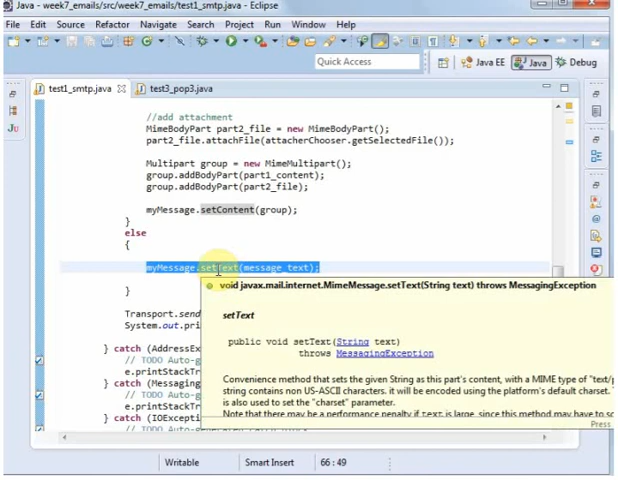 Java - week7_emails/src/week7_emails/test1_smtp.java - Eclipse
File Edit Source Refactor Navigate Search Project Run Window Help
Quick Access
Java EE Java Debug
test1_smtp.java test3_pop3.java
//add attachment
MimeBodyPart part2_file = new MimeBodyPart();
part2_file.attachFile(attacherChooser.getSelectedFile());
Multipart group = new MimeMultipart();
group.addBodyPart(part1_content);
group.addBodyPart(part2_file);
myMessage.setContent(group);
}
else
{
myMessage.setText(message_text);
void javax.mail.internet.MimeMessage.setText(String text) throws MessagingException
}
setText
Transport.send
System.out.pri
public void setText(String text)
throws MessagingException
} catch (AddressEx
// TODO Auto-g
e.printStackTr
} catch (Messaging
// TODO Auto-g
e.printStackTr
} catch (IOExcepti
Convenience method that sets the given String as this part's content, with a MIME type of "text/p
string contains non US-ASCII characters. it will be encoded using the platform's default charset.
is also used to set the "charset" parameter.
Note that there may be a performance penalty if text is large, since this method may have to sc
Press
Writable Smart Insert 66 : 49